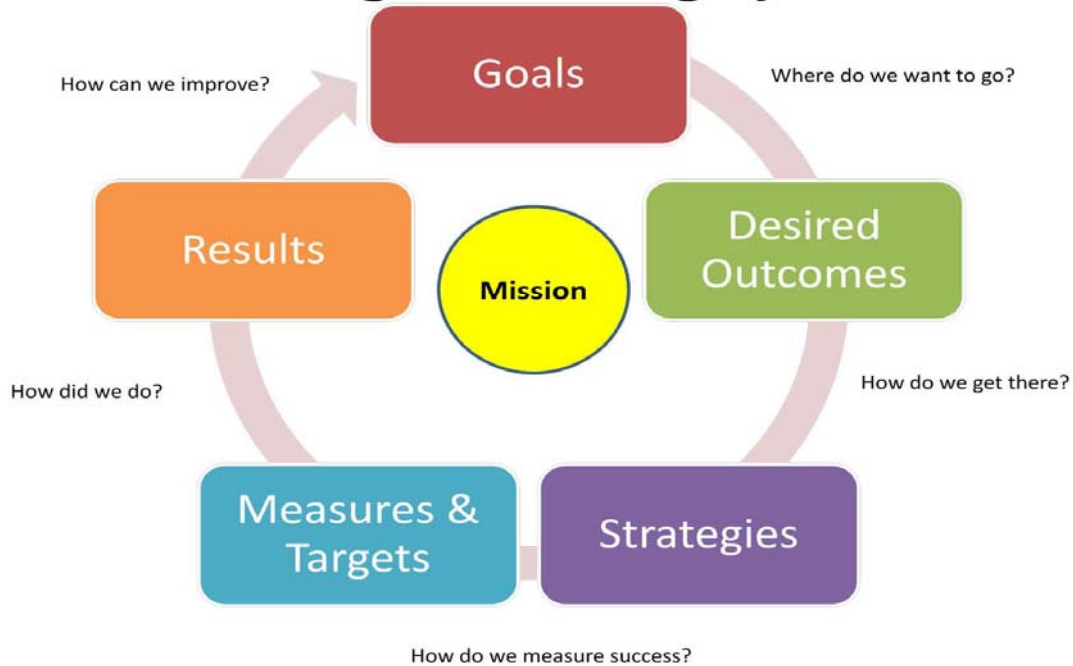 Goals
Where do we want to go?
Desired
Outcomes
How do we get there?
Strategies
How do we measure success?
Measures &
Targets
How did we do?
Results
How can we improve?
Mission